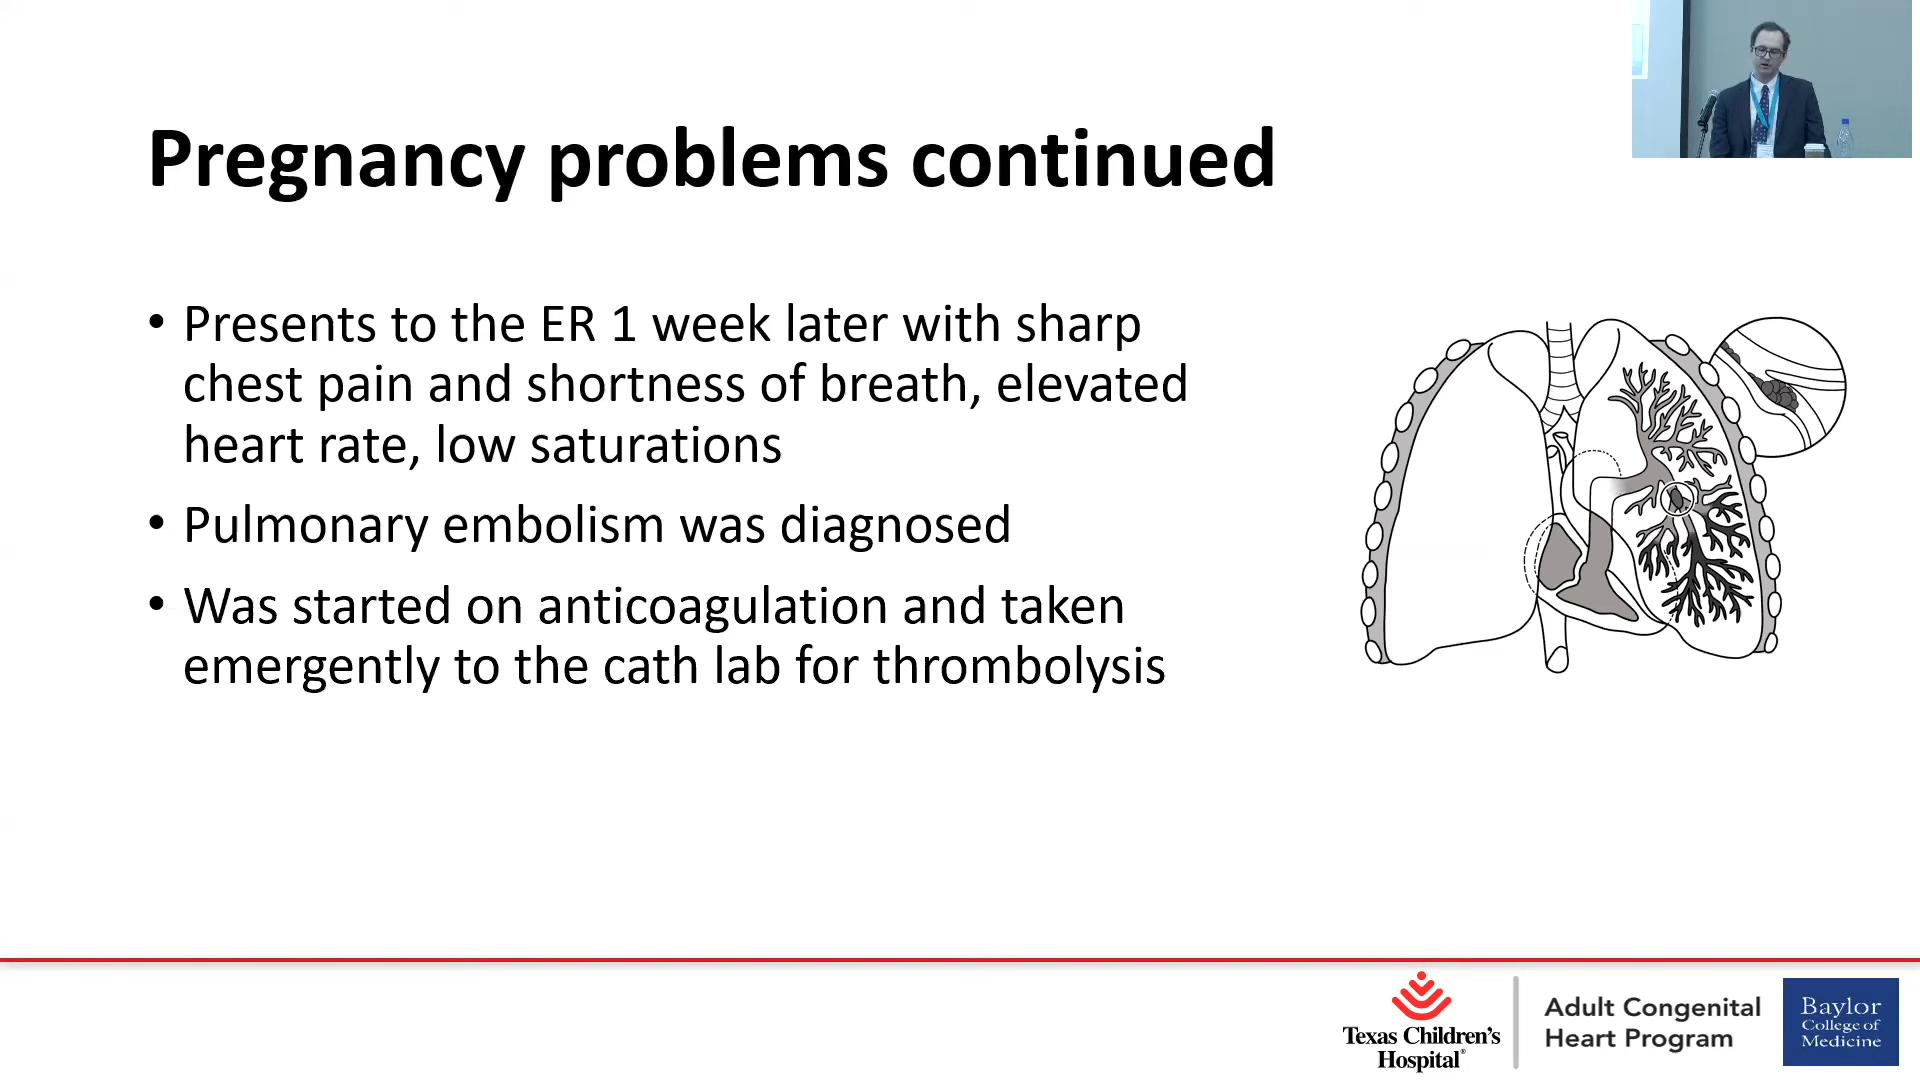 Pregnancy problems continued
• Presents to the ER 1 week later with sharp
chest pain and shortness of breath, elevated
heart rate, low saturations
• Pulmonary embolism was diagnosed
• Was started on anticoagulation and taken
emergently to the cath lab for thrombolysis
Texas Children's
Hospital®
Adult Congenital
Heart Program
Baylor
College of
Medicine